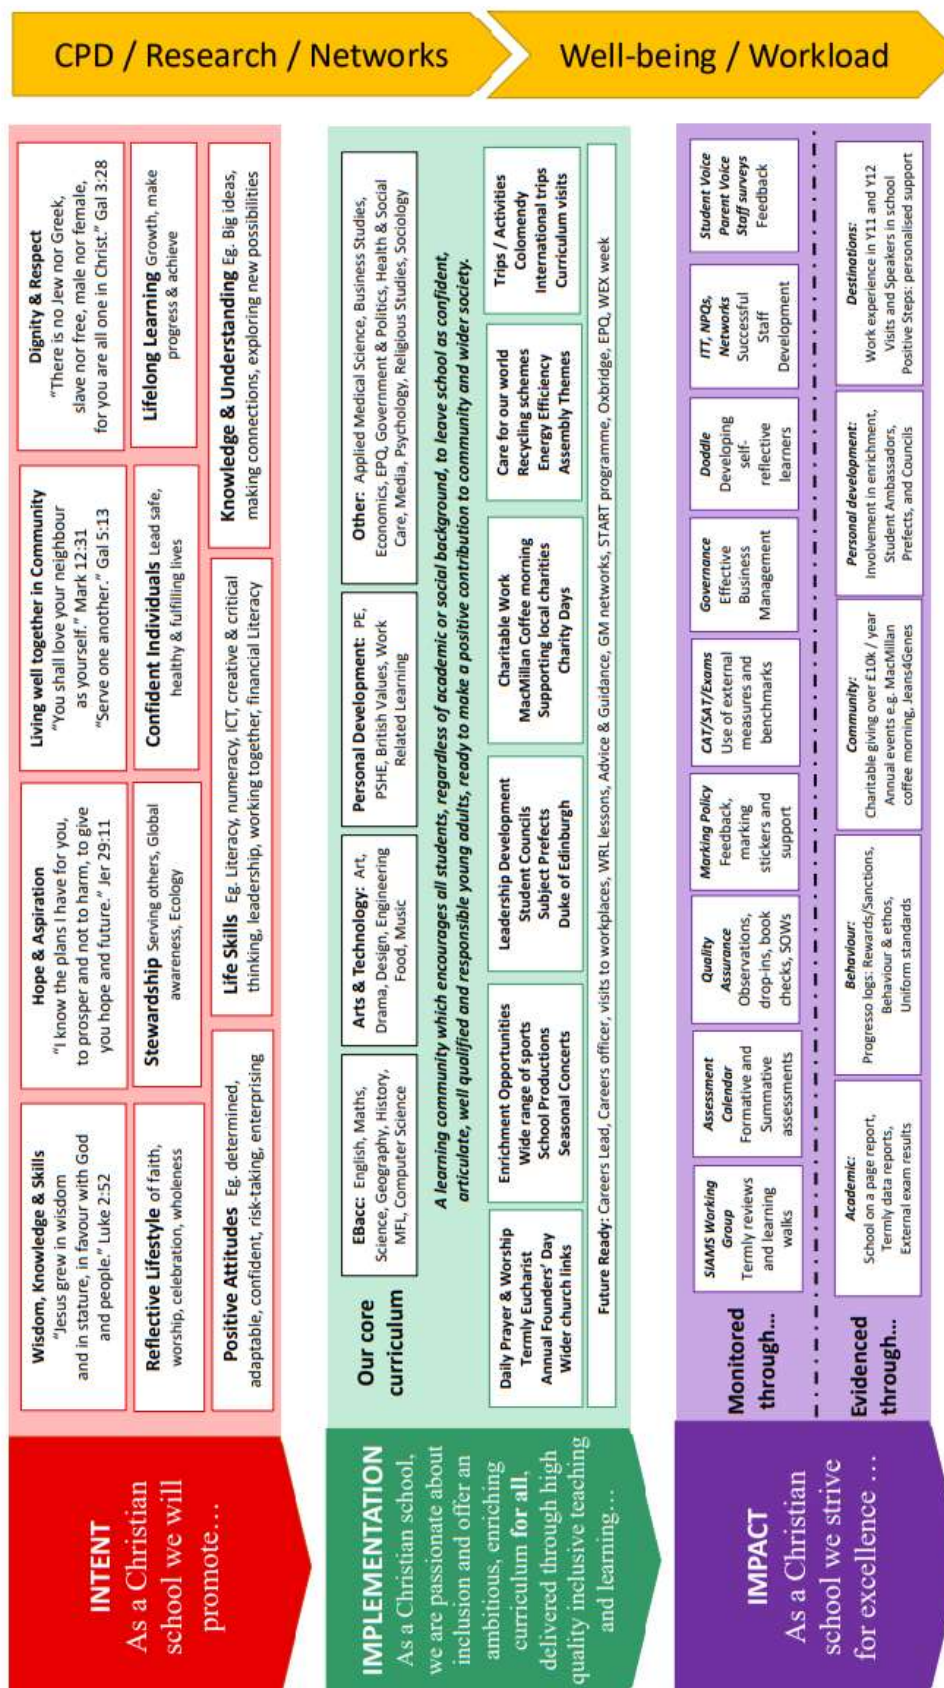 CPD / Research / Networks
Well-being / Workload
INTENT
As a Christian
school we will
promote...
Wisdom, Knowledge & Skills
"Jesus grew in wisdom
and in stature, in favour with God
and people." Luke 2:52
Hope & Aspiration
"I know the plans I have for you,
to prosper and not to harm, to give
you hope and future." Jer 29:11
Living well together in Community
"You shall love your neighbour
as yourself." Mark 12:31
"Serve one another." Gal 5:13
Dignity & Respect
"There is no Jew nor Greek,
slave nor free, male nor female,
for you are all one in Christ." Gal 3:28
Reflective Lifestyle of faith,
worship, celebration, wholeness
Stewardship Serving others, Global
awareness, Ecology
Confident Individuals Lead safe,
healthy & fulfilling lives
Lifelong Learning Growth, make
progress & achieve
Positive Attitudes Eg. determined,
adaptable, confident, risk-taking, enterprising
Life Skills Eg. Literacy, numeracy, ICT, creative & critical
thinking, leadership, working together, financial Literacy
Knowledge & Understanding Eg. Big ideas,
making connections, exploring new possibilities
IMPLEMENTATION
As a Christian school,
we are passionate about
inclusion and offer an
ambitious, enriching
curriculum for all,
delivered through high
quality inclusive teaching
and learning...
Our core
curriculum
EBacc: English, Maths,
Science, Geography, History,
MFL, Computer Science
Arts & Technology: Art,
Drama, Design, Engineering
Food, Music
Personal Development: PE,
PSHE, British Values, Work
Related Learning
Other: Applied Medical Science, Business Studies,
Economics, EPQ, Government & Politics, Health & Social
Care, Media, Psychology, Religious Studies, Sociology
A learning community which encourages all students, regardless of academic or social background, to leave school as confident,
articulate, well qualified and responsible young adults, ready to make a positive contribution to community and wider society.
Daily Prayer & Worship
Termly Eucharist
Annual Founders' Day
Wider church links
Enrichment Opportunities
Wide range of sports
School Productions
Seasonal Concerts
Leadership Development
Student Councils
Subject Prefects
Duke of Edinburgh
Charitable Work
MacMillan Coffee morning
Supporting local charities
Charity Days
Care for our world
Recycling schemes
Energy Efficiency
Assembly Themes
Trips / Activities
Colomendy
International trips
Curriculum visits
Future Ready: Careers Lead, Careers officer, visits to workplaces, WRL lessons, Advice & Guidance, GM networks, START programme, Oxbridge, EPQ, WEX week
IMPACT
As a Christian
school we strive
for excellence ...
Monitored
through...
SIAMS Working
Group
Termly reviews
and learning
walks
Assessment
Calendar
Formative and
Summative
assessments
Quality
Assurance
Observations,
drop-ins, book
checks, SOWs
Marking Policy
Feedback,
marking
stickers and
support
CAT/SAT/Exams
Use of external
measures and
benchmarks
Governance
Effective
Business
Management
Doddle
Developing
self-
reflective
learners
ITT, NPQs,
Networks
Successful
Staff
Development
Student Voice
Parent Voice
Staff surveys
Feedback
Evidenced
through...
Academic:
School on a page report,
Termly data reports,
External exam results
Behaviour:
Progresso logs: Rewards/Sanctions,
Behaviour & ethos,
Uniform standards
Community:
Charitable giving over £10k / year
Annual events e.g. MacMillan
coffee morning, Jeans4Genes
Personal development:
Involvement in enrichment,
Student Ambassadors,
Prefects, and Councils
Destinations:
Work experience in Y11 and Y12
Visits and Speakers in school
Positive Steps: personalised support